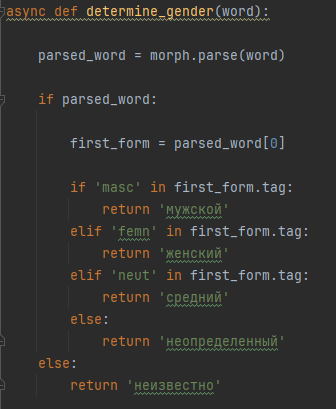 async def determine_gender(word):
parsed_word = morph.parse(word)
if parsed_word:
first_form = parsed_word[0]
if 'masc' in first_form.tag:
return 'мужской'
elif 'femn' in first_form.tag:
return 'женский'
elif 'neut' in first_form.tag:
return 'средний'
else:
return 'неопределенный'
else:
return 'неизвестно'